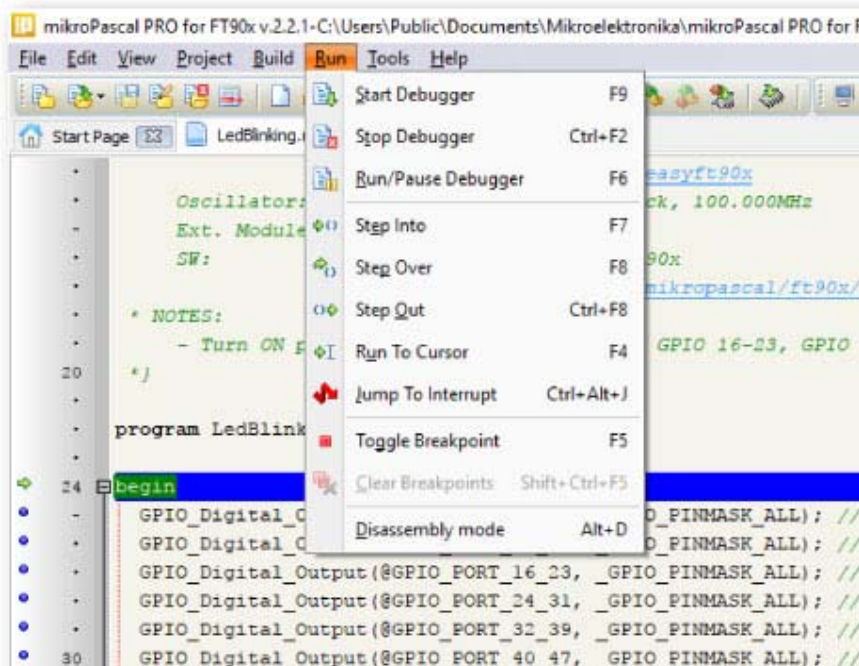 mikroPascal PRO for FT90x v.2.2.1-C:\Users\Public\Documents\Mikroelektronika\mikroPascal PRO for F
File Edit View Project Build Run Tools Help
Start Page LedBlinking.
Start Debugger F9
Stop Debugger Ctrl+F2
Run/Pause Debugger F6
Step Into F7
Step Over F8
Step Out Ctrl+F8
Run To Cursor F4
Jump To Interrupt Ctrl+Alt+J
Toggle Breakpoint F5
Clear Breakpoints Shift+Ctrl+F5
Disassembly mode Alt+D
easyft90x
Oscillator: ck, 100.000MHz
Ext. Module
SW: 90x
mikropascal/ft90x/
* NOTES:
- Turn ON GPIO 16-23, GPIO
20 *)
program LedBlink
24 begin
GPIO_Digital_O O_PINMASK_ALL); //
GPIO_Digital_O O_PINMASK_ALL); //
GPIO_Digital_Output(@GPIO_PORT_16_23, _GPIO_PINMASK_ALL); //
GPIO_Digital_Output(@GPIO_PORT_24_31, _GPIO_PINMASK_ALL); //
GPIO_Digital_Output(@GPIO_PORT_32_39, _GPIO_PINMASK_ALL); //
30 GPIO_Digital_Output(@GPIO_PORT_40_47, _GPIO_PINMASK_ALL); //